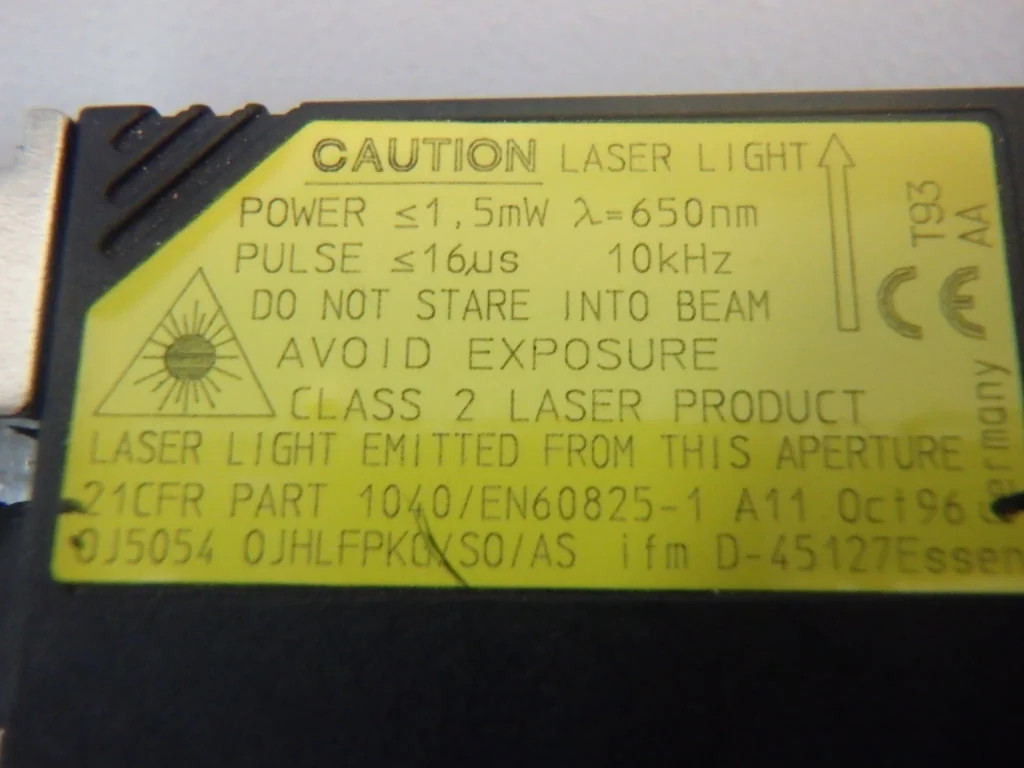 CAUTION LASER LIGHT
POWER ≤1,5mW λ=650nm
PULSE ≤16µs 10kHz
DO NOT STARE INTO BEAM
AVOID EXPOSURE
CLASS 2 LASER PRODUCT
LASER LIGHT EMITTED FROM THIS APERTURE
21CFR PART 1040/EN60825-1 A11 Oct96
OJ5054 OJHLFPKG/SO/AS ifm D-45127Essen
CE
T93
AA
Germany